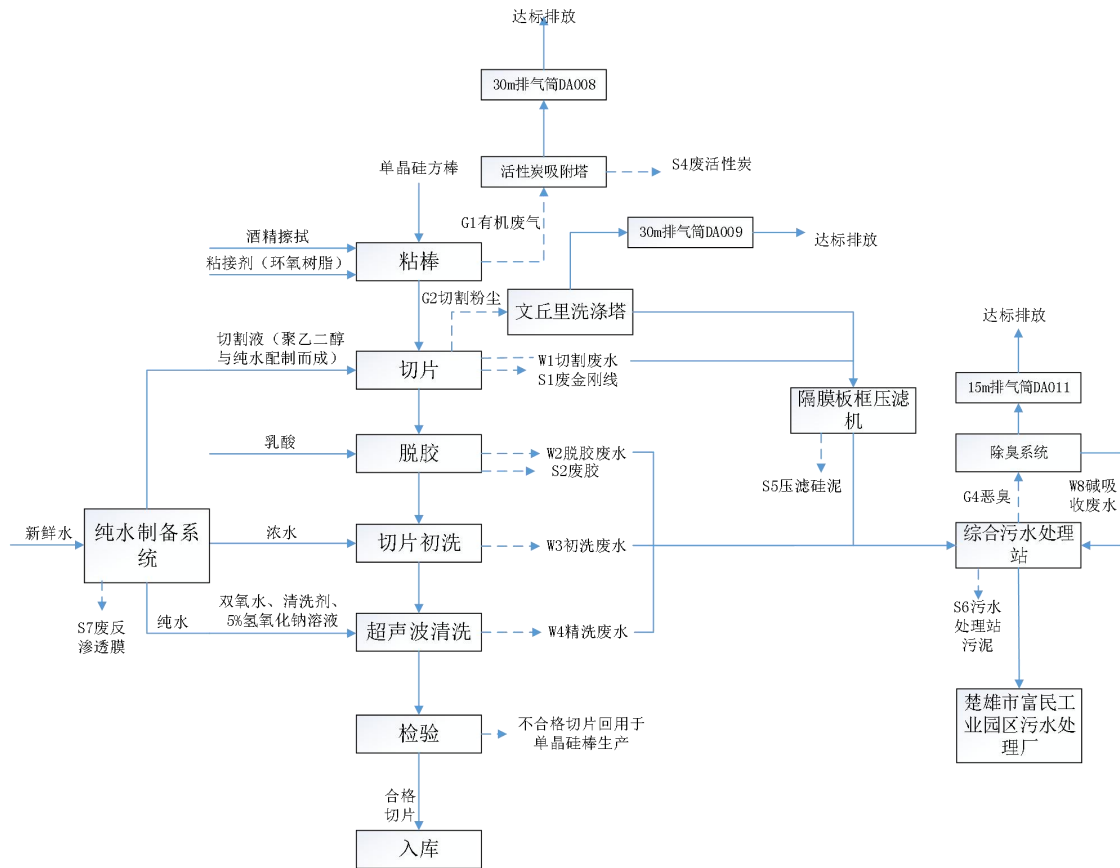 达标排放
30m排气筒DA008
单晶硅方棒
活性炭吸附塔
S4废活性炭
G1有机废气
酒精擦拭
粘接剂（环氧树脂）
粘棒
30m排气筒DA009
达标排放
G2切割粉尘
文丘里洗涤塔
切割液（聚乙二醇
与纯水配制而成）
切片
W1切割废水
S1废金刚线
隔膜板框压滤
机
达标排放
15m排气筒DA011
乳酸
脱胶
W2脱胶废水
S2废胶
S5压滤硅泥
除臭系统
G4恶臭
W8碱吸
收废水
新鲜水
纯水制备系
统
浓水
切片初洗
W3初洗废水
综合污水处理
站
S7废反
渗透膜
纯水
双氧水、清洗剂、
5%氢氧化钠溶液
超声波清洗
W4精洗废水
S6污水
处理站
污泥
检验
不合格切片回用于
单晶硅棒生产
楚雄市富民工
业园区污水处
理厂
合格
切片
入库